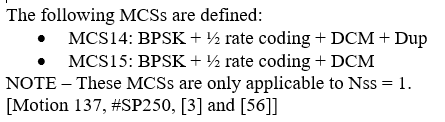 The following MCSs are defined:
• MCS14: BPSK + ½ rate coding + DCM + Dup
• MCS15: BPSK + ½ rate coding + DCM
NOTE – These MCSs are only applicable to Nss = 1.
[Motion 137, #SP250, [3] and [56]]